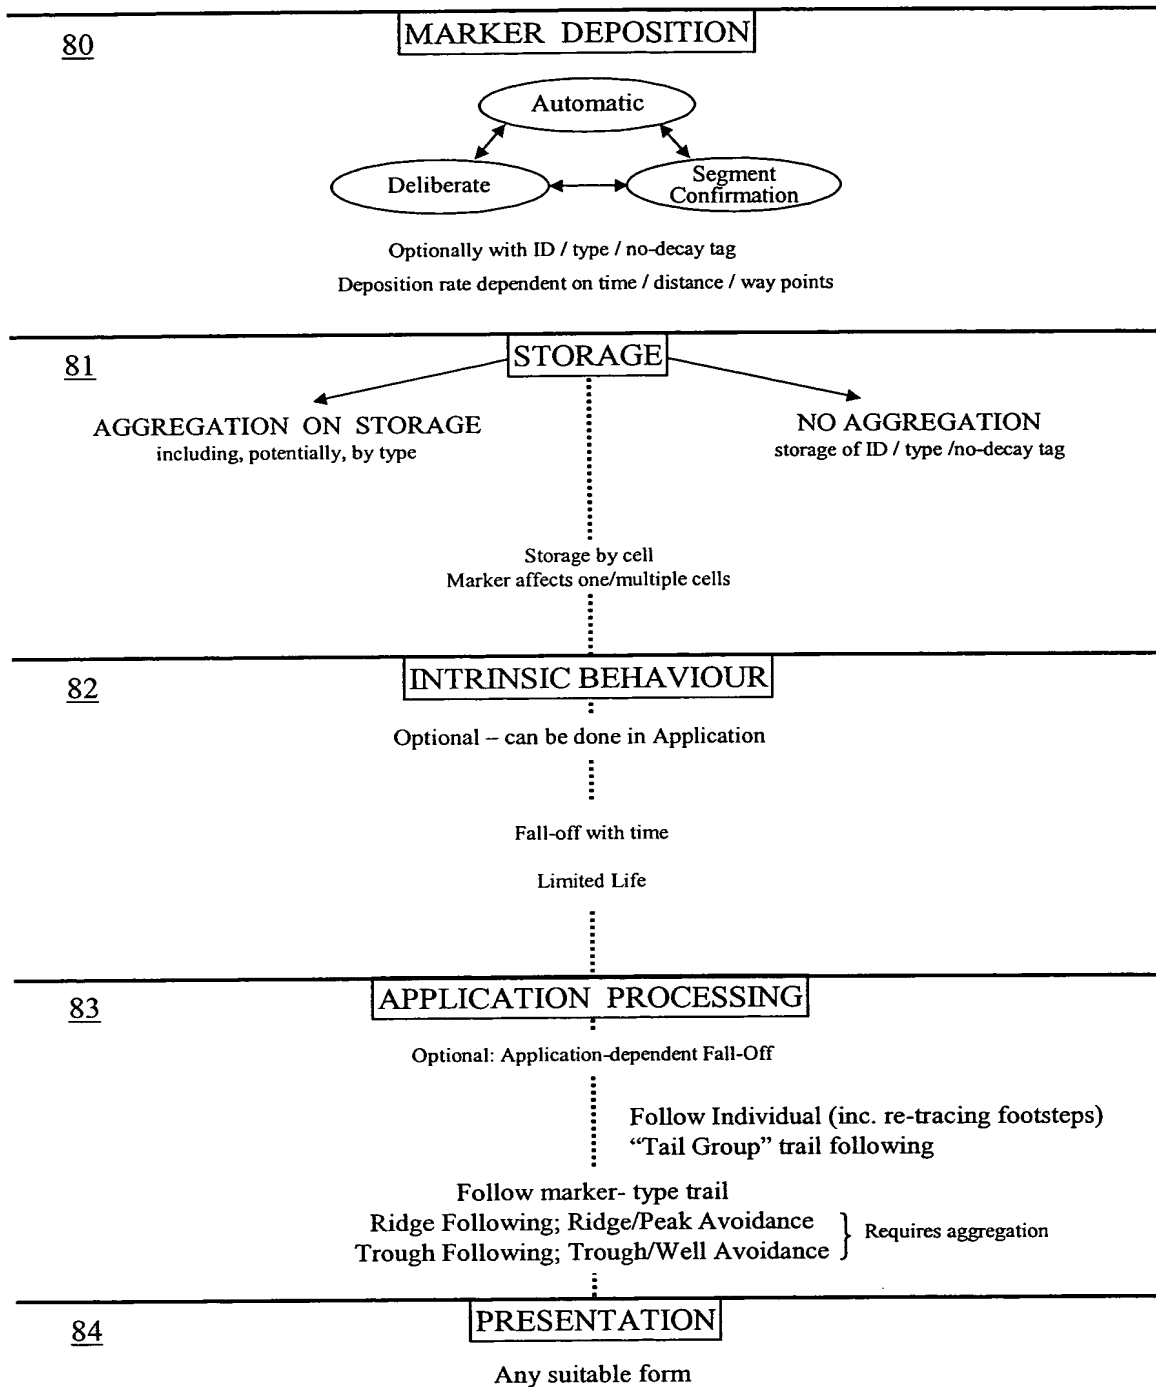 80
MARKER DEPOSITION
Automatic
Deliberate
Segment
Confirmation
Optionally with ID / type / no-decay tag
Deposition rate dependent on time / distance / way points
81
STORAGE
AGGREGATION ON STORAGE
including, potentially, by type
NO AGGREGATION
storage of ID / type /no-decay tag
Storage by cell
Marker affects one/multiple cells
82
INTRINSIC BEHAVIOUR
Optional – can be done in Application
Fall-off with time
Limited Life
83
APPLICATION PROCESSING
Optional: Application-dependent Fall-Off
Follow Individual (inc. re-tracing footsteps)
“Tail Group” trail following
Follow marker- type trail
Ridge Following; Ridge/Peak Avoidance
Trough Following; Trough/Well Avoidance
Requires aggregation
84
PRESENTATION
Any suitable form